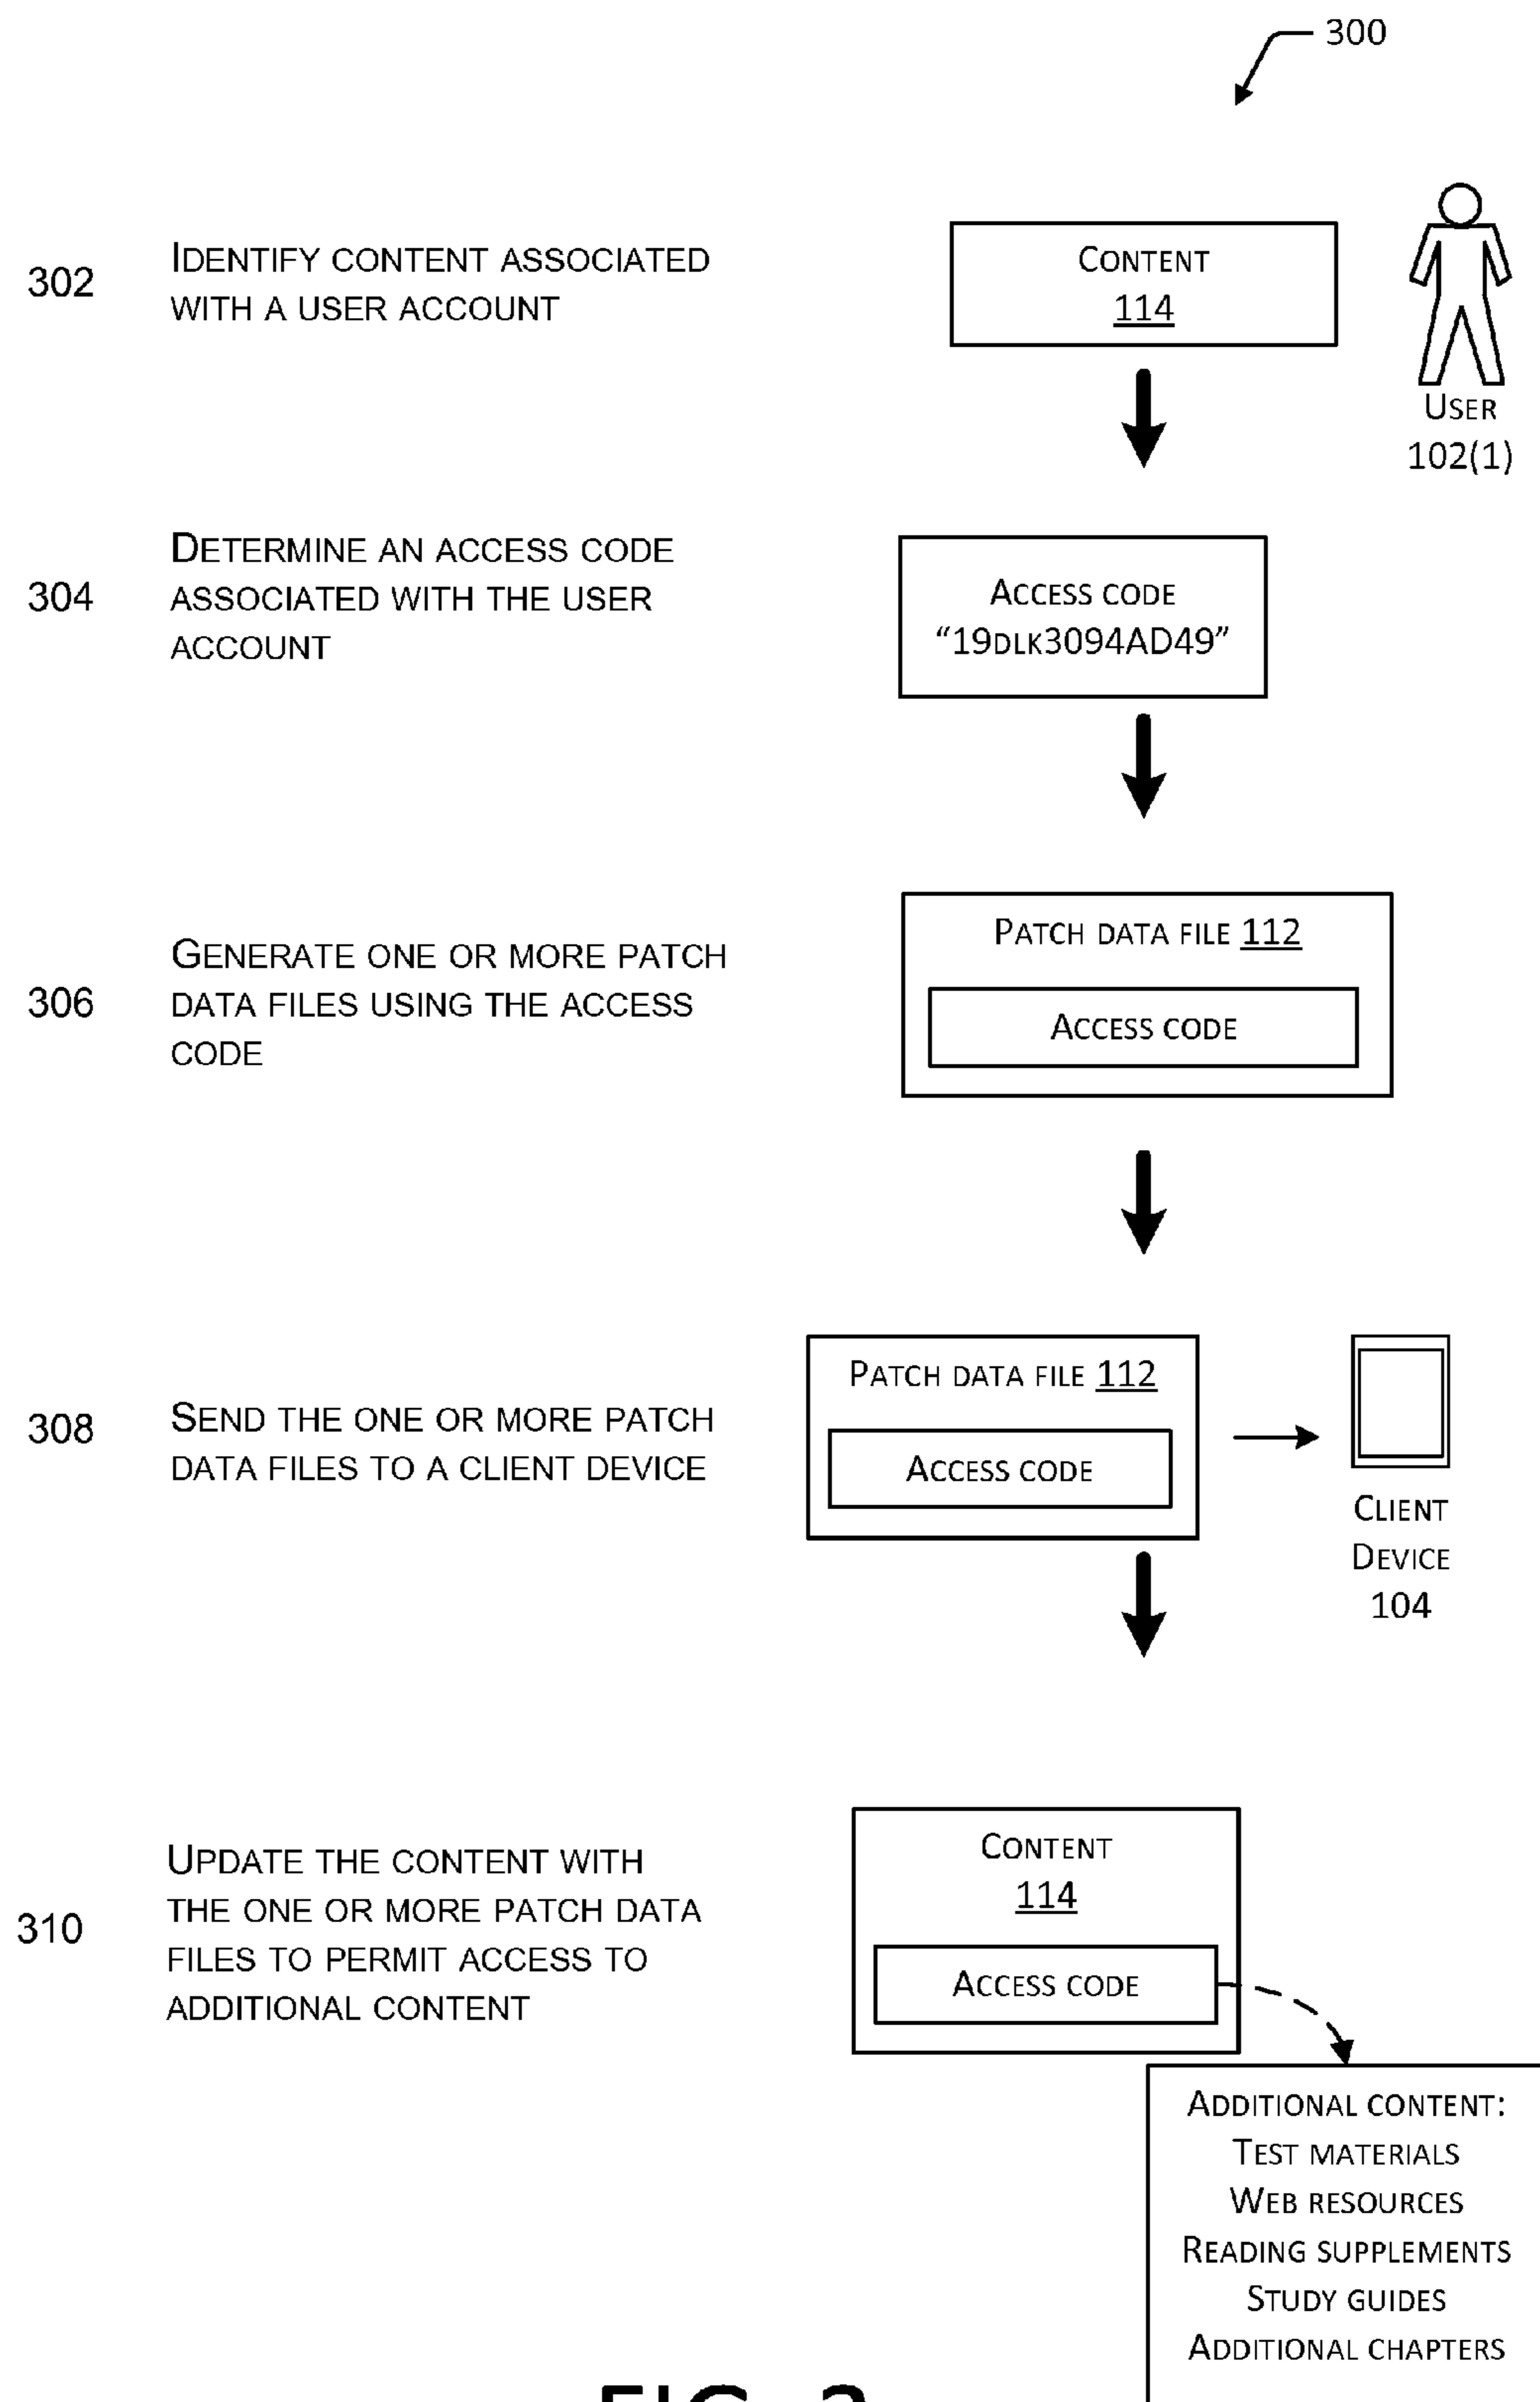 300
302
IDENTIFY CONTENT ASSOCIATED
WITH A USER ACCOUNT
CONTENT
114
USER
102(1)
304
DETERMINE AN ACCESS CODE
ASSOCIATED WITH THE USER
ACCOUNT
ACCESS CODE
“19DLK3094AD49”
306
GENERATE ONE OR MORE PATCH
DATA FILES USING THE ACCESS
CODE
PATCH DATA FILE 112
ACCESS CODE
308
SEND THE ONE OR MORE PATCH
DATA FILES TO A CLIENT DEVICE
PATCH DATA FILE 112
ACCESS CODE
CLIENT
DEVICE
104
310
UPDATE THE CONTENT WITH
THE ONE OR MORE PATCH DATA
FILES TO PERMIT ACCESS TO
ADDITIONAL CONTENT
CONTENT
114
ACCESS CODE
ADDITIONAL CONTENT:
TEST MATERIALS
WEB RESOURCES
READING SUPPLEMENTS
STUDY GUIDES
ADDITIONAL CHAPTERS